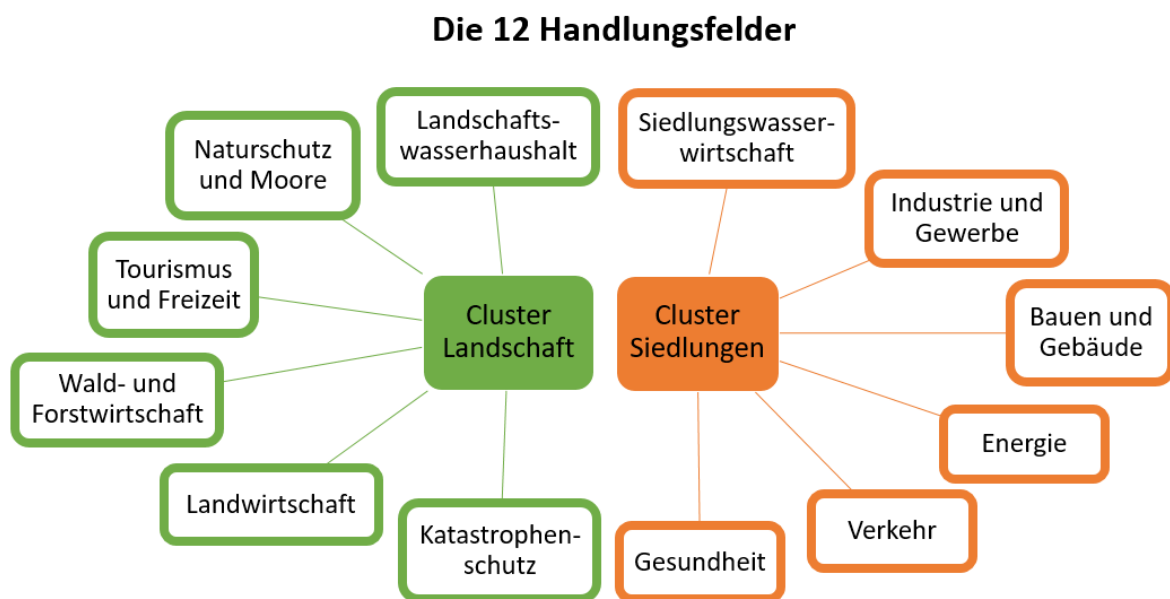 Die 12 Handlungsfelder
Landschafts-
wasserhaushalt
Naturschutz
und Moore
Tourismus
und Freizeit
Wald- und
Forstwirtschaft
Landwirtschaft
Katastrophen-
schutz
Cluster
Landschaft
Cluster
Siedlungen
Siedlungswasser-
wirtschaft
Industrie und
Gewerbe
Bauen und
Gebäude
Energie
Verkehr
Gesundheit